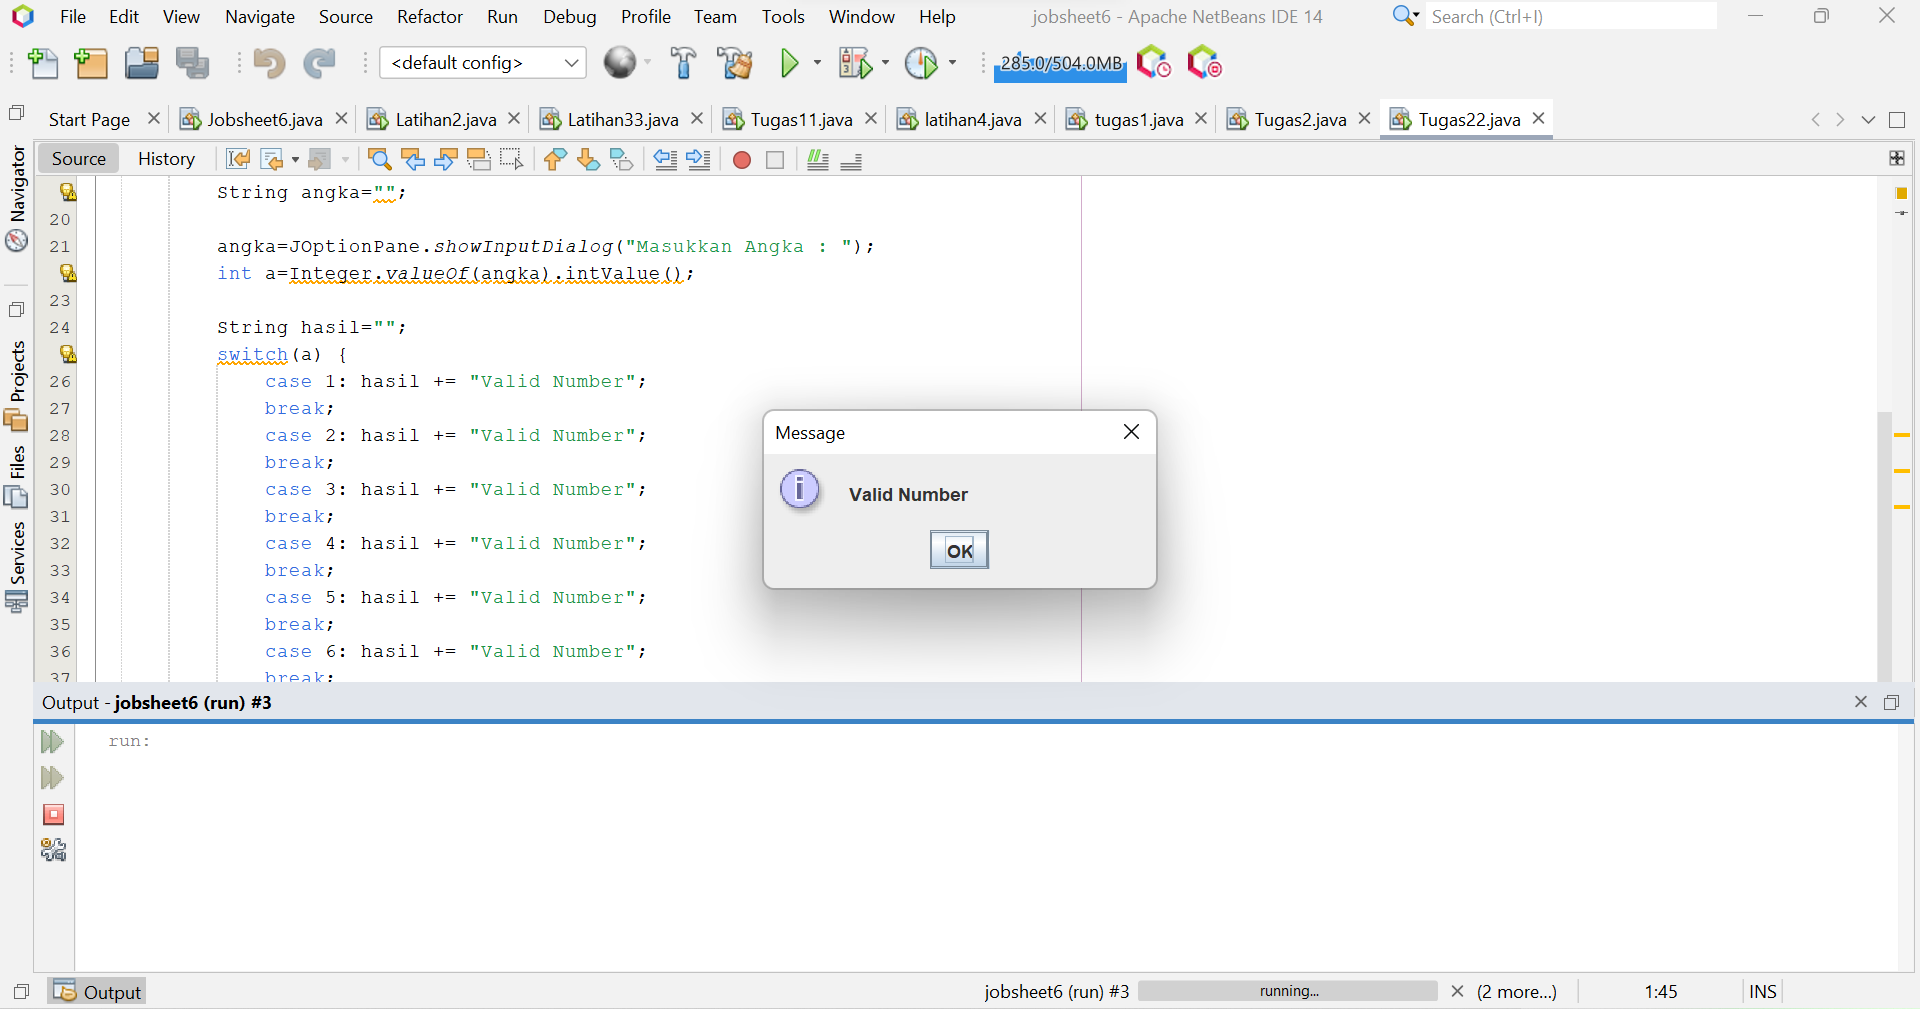 File Edit View Navigate Source Refactor Run Debug Profile Team Tools Window Help jobsheet6 - Apache NetBeans IDE 14 Search (Ctrl+I)
<default config> 285.0/504.0MB
Start Page Jobsheet6.java Latihan2.java Latihan33.java Tugas11.java latihan4.java tugas1.java Tugas2.java Tugas22.java
Source History
Navigator
Projects
Files
Services
String angka="";
20
21 angka=JOptionPane.showInputDialog("Masukkan Angka : ");
int a=Integer.valueOf(angka).intValue();
23
24 String hasil="";
switch(a) {
26 case 1: hasil += "Valid Number";
27 break;
28 case 2: hasil += "Valid Number";
29 break;
30 case 3: hasil += "Valid Number";
31 break;
32 case 4: hasil += "Valid Number";
33 break;
34 case 5: hasil += "Valid Number";
35 break;
36 case 6: hasil += "Valid Number";
37 break;
Message
Valid Number
OK
Output - jobsheet6 (run) #3
run:
Output jobsheet6 (run) #3 running... (2 more...) 1:45 INS